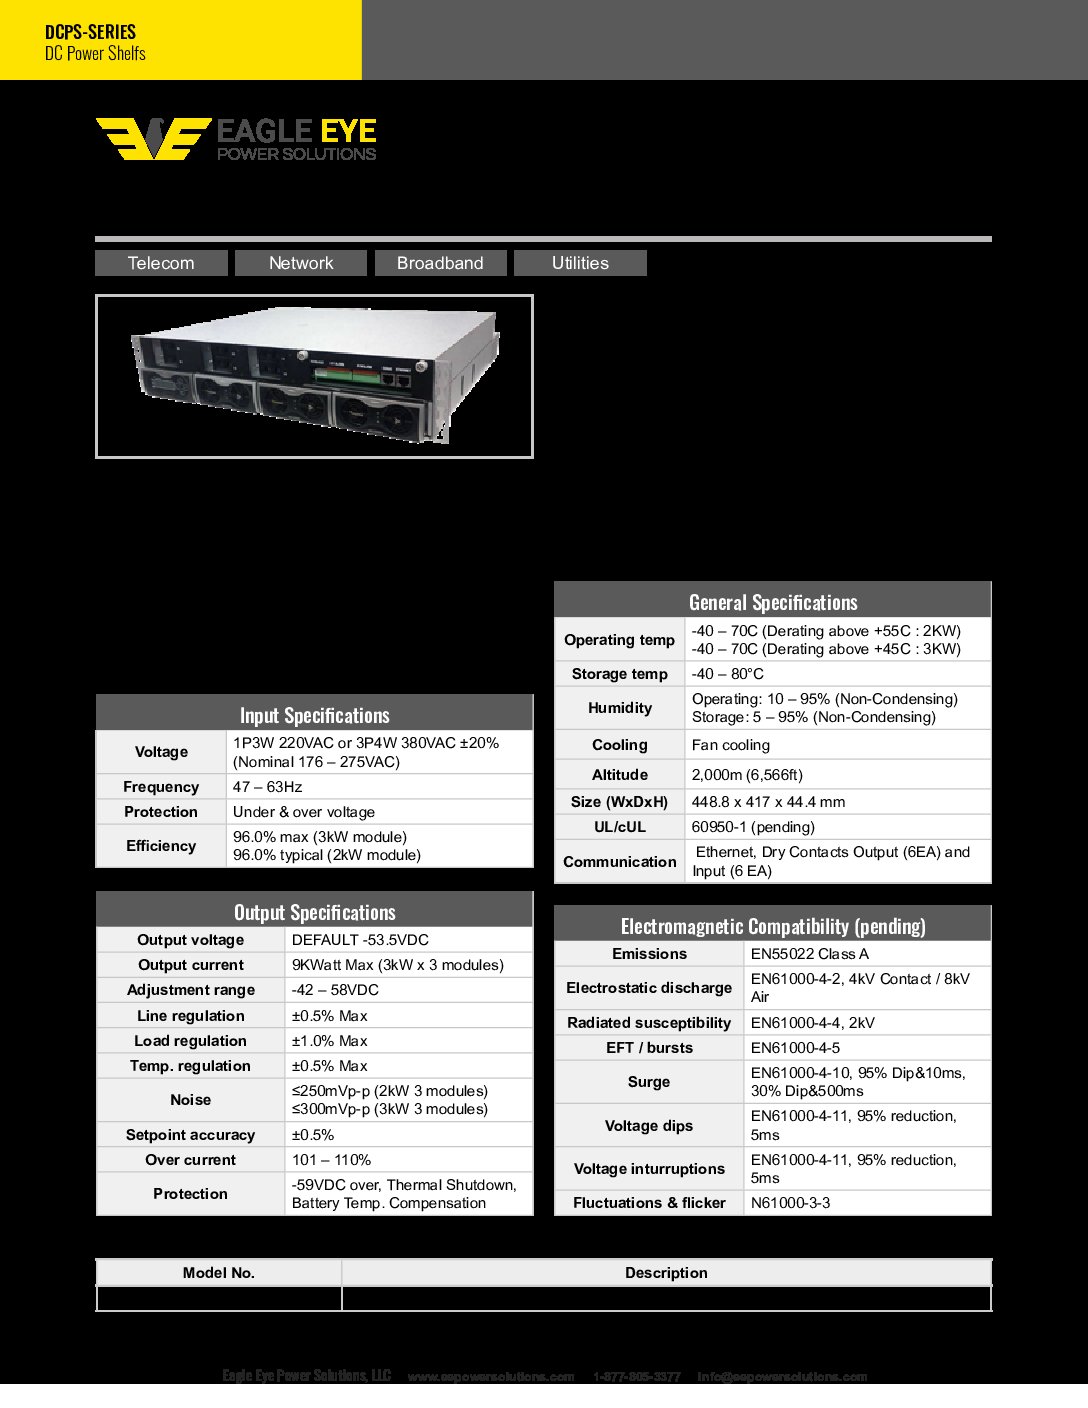 DCPS-SERIES
DC Power Shelfs
EAGLE EYE
POWER SOLUTIONS
Telecom
Network
Broadband
Utilities
Input Specifications
Voltage
1P3W 220VAC or 3P4W 380VAC ±20%
(Nominal 176 – 275VAC)
Frequency
47 – 63Hz
Protection
Under & over voltage
Efficiency
96.0% max (3kW module)
96.0% typical (2kW module)
Output Specifications
Output voltage
DEFAULT -53.5VDC
Output current
9KWatt Max (3kW x 3 modules)
Adjustment range
-42 – 58VDC
Line regulation
±0.5% Max
Load regulation
±1.0% Max
Temp. regulation
±0.5% Max
Noise
≤250mVp-p (2kW 3 modules)
≤300mVp-p (3kW 3 modules)
Setpoint accuracy
±0.5%
Over current
101 – 110%
Protection
-59VDC over, Thermal Shutdown,
Battery Temp. Compensation
General Specifications
Operating temp
-40 – 70C (Derating above +55C : 2KW)
-40 – 70C (Derating above +45C : 3KW)
Storage temp
-40 – 80°C
Humidity
Operating: 10 – 95% (Non-Condensing)
Storage: 5 – 95% (Non-Condensing)
Cooling
Fan cooling
Altitude
2,000m (6,566ft)
Size (WxDxH)
448.8 x 417 x 44.4 mm
UL/cUL
60950-1 (pending)
Communication
Ethernet, Dry Contacts Output (6EA) and
Input (6 EA)
Electromagnetic Compatibility (pending)
Emissions
EN55022 Class A
Electrostatic discharge
EN61000-4-2, 4kV Contact / 8kV
Air
Radiated susceptibility
EN61000-4-4, 2kV
EFT / bursts
EN61000-4-5
Surge
EN61000-4-10, 95% Dip&10ms,
30% Dip&500ms
Voltage dips
EN61000-4-11, 95% reduction,
5ms
Voltage inturruptions
EN61000-4-11, 95% reduction,
5ms
Fluctuations & flicker
N61000-3-3
Model No.
Description
Eagle Eye Power Solutions, LLC www.eepowersolutions.com 1-877-805-3377 info@eepowersolutions.com